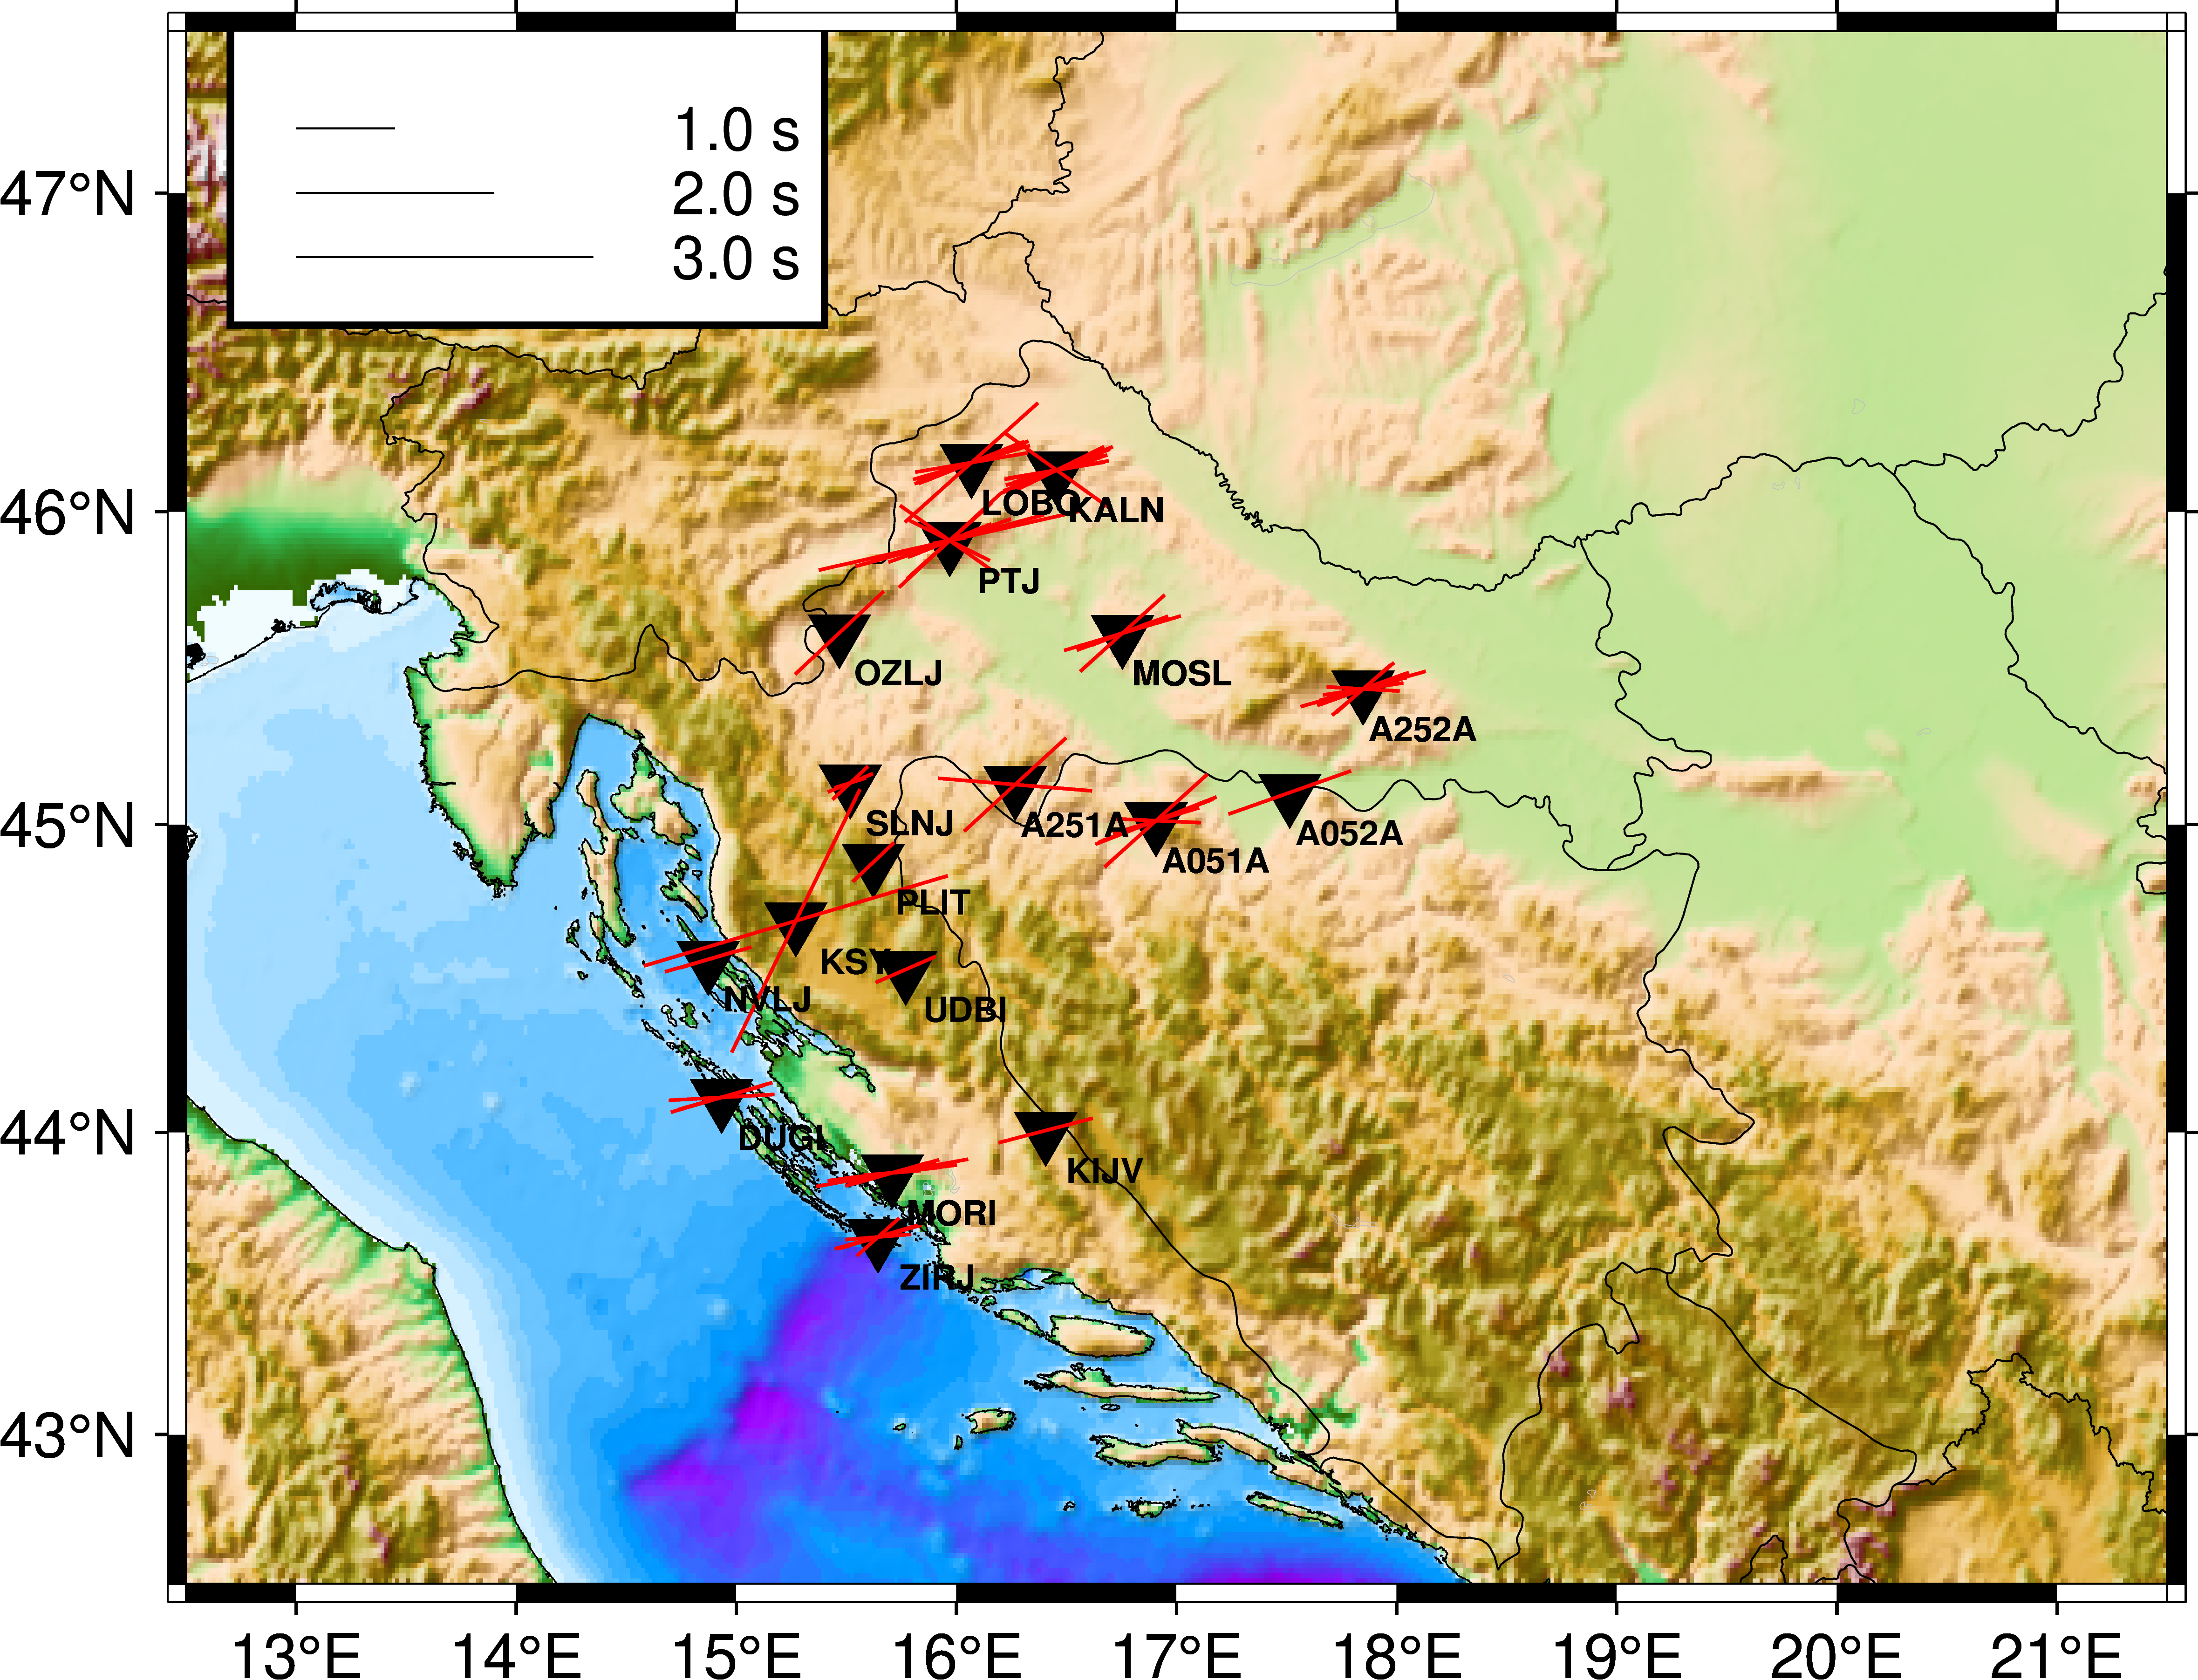 1.0 s
2.0 s
3.0 s
47°N
46°N
45°N
44°N
43°N
LOBO
KALN
PTJ
OZLJ
MOSL
A252A
SLNJ
A251A
A052A
A051A
PLIT
KSY
NVLJ
UDBI
DUGI
KIJV
MORI
ZIRJ
13°E 14°E 15°E 16°E 17°E 18°E 19°E 20°E 21°E